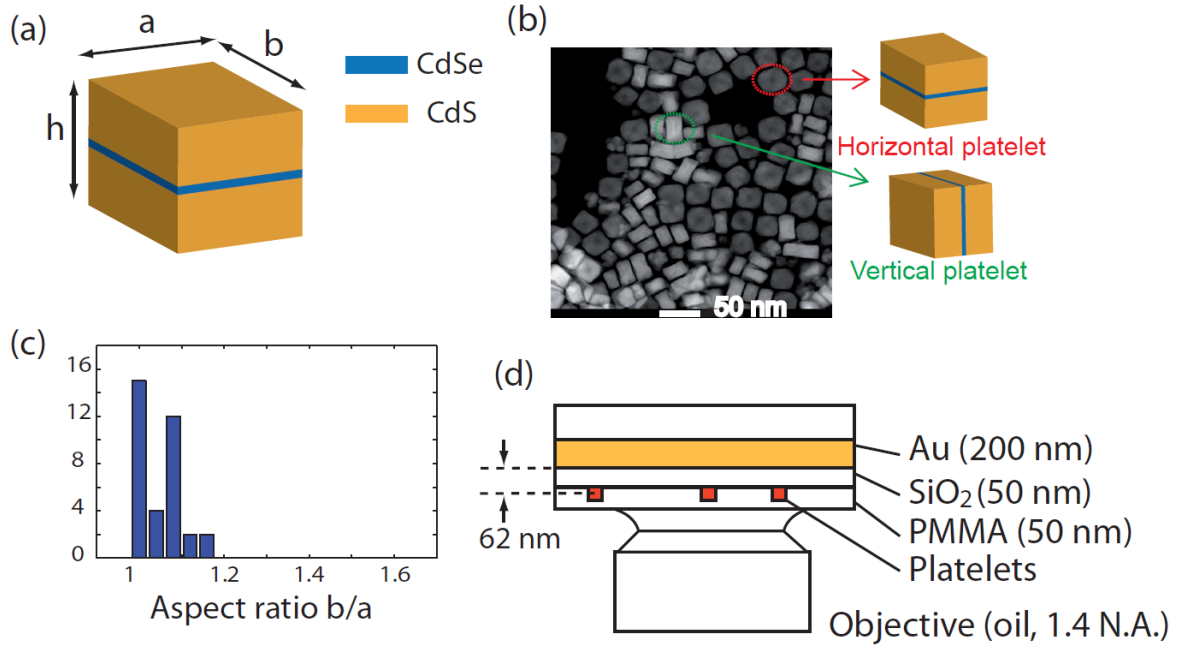 (a)
a
b
h
CdSe
CdS
(b)
50 nm
Horizontal platelet
Vertical platelet
(c)
16
12
8
4
0
1
1.2
1.4
1.6
Aspect ratio b/a
(d)
62 nm
Au (200 nm)
SiO₂ (50 nm)
PMMA (50 nm)
Platelets
Objective (oil, 1.4 N.A.)